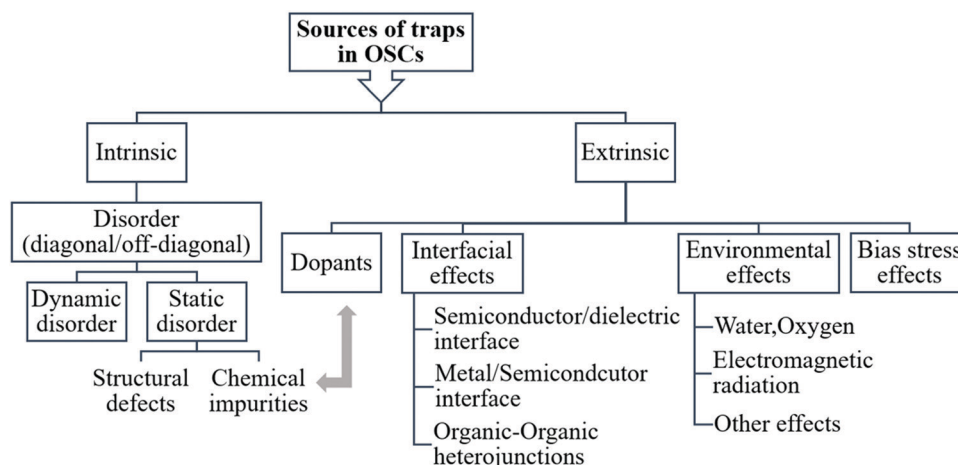 Sources of traps
in OSCs
Intrinsic
Extrinsic
Disorder
(diagonal/off-diagonal)
Dynamic
disorder
Static
disorder
Structural
defects
Chemical
impurities
Dopants
Interfacial
effects
Semiconductor/dielectric
interface
Metal/Semicondcutor
interface
Organic-Organic
heterojunctions
Environmental
effects
Water,Oxygen
Electromagnetic
radiation
Other effects
Bias stress
effects